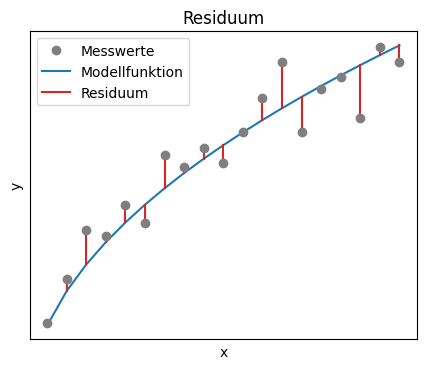 Residuum
Messwerte
Modellfunktion
Residuum
y
x